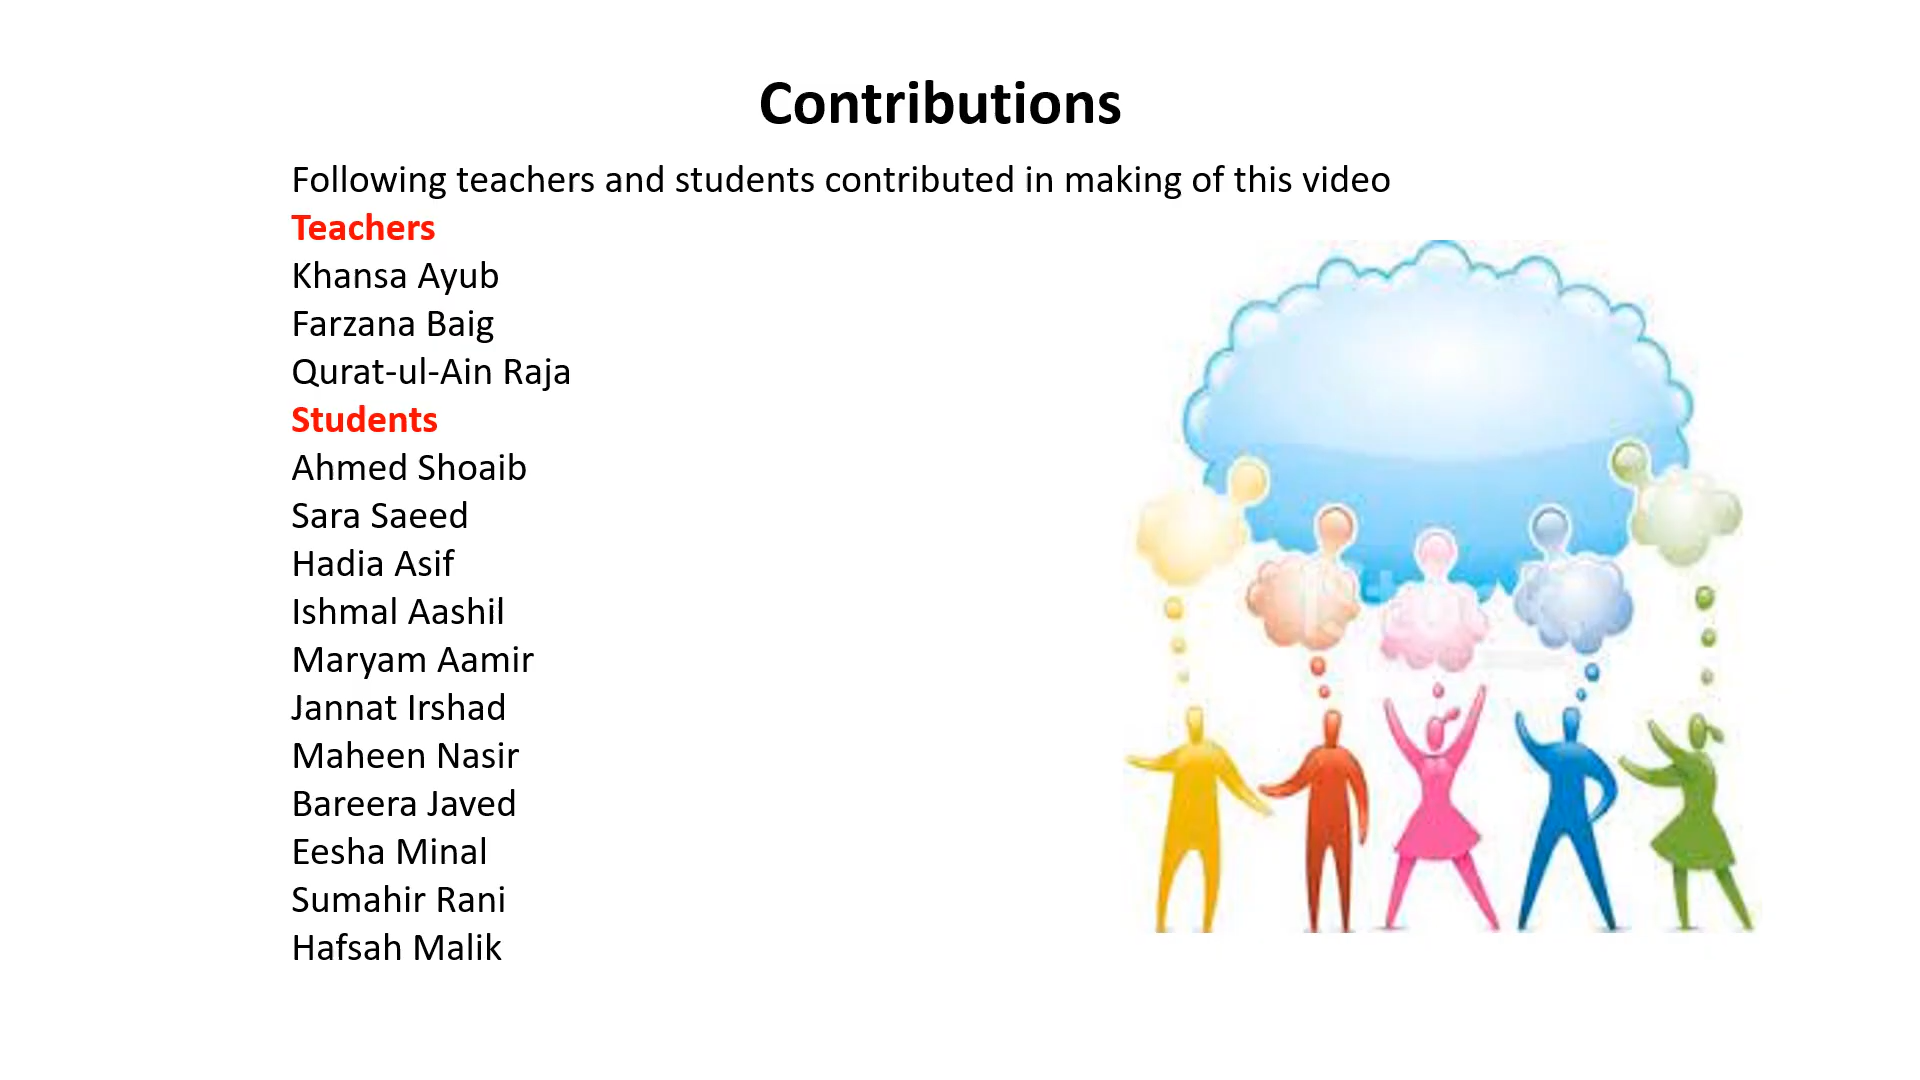 Contributions
Following teachers and students contributed in making of this video
Teachers
Khansa Ayub
Farzana Baig
Qurat-ul-Ain Raja
Students
Ahmed Shoaib
Sara Saeed
Hadia Asif
Ishmal Aashil
Maryam Aamir
Jannat Irshad
Maheen Nasir
Bareera Javed
Eesha Minal
Sumahir Rani
Hafsah Malik